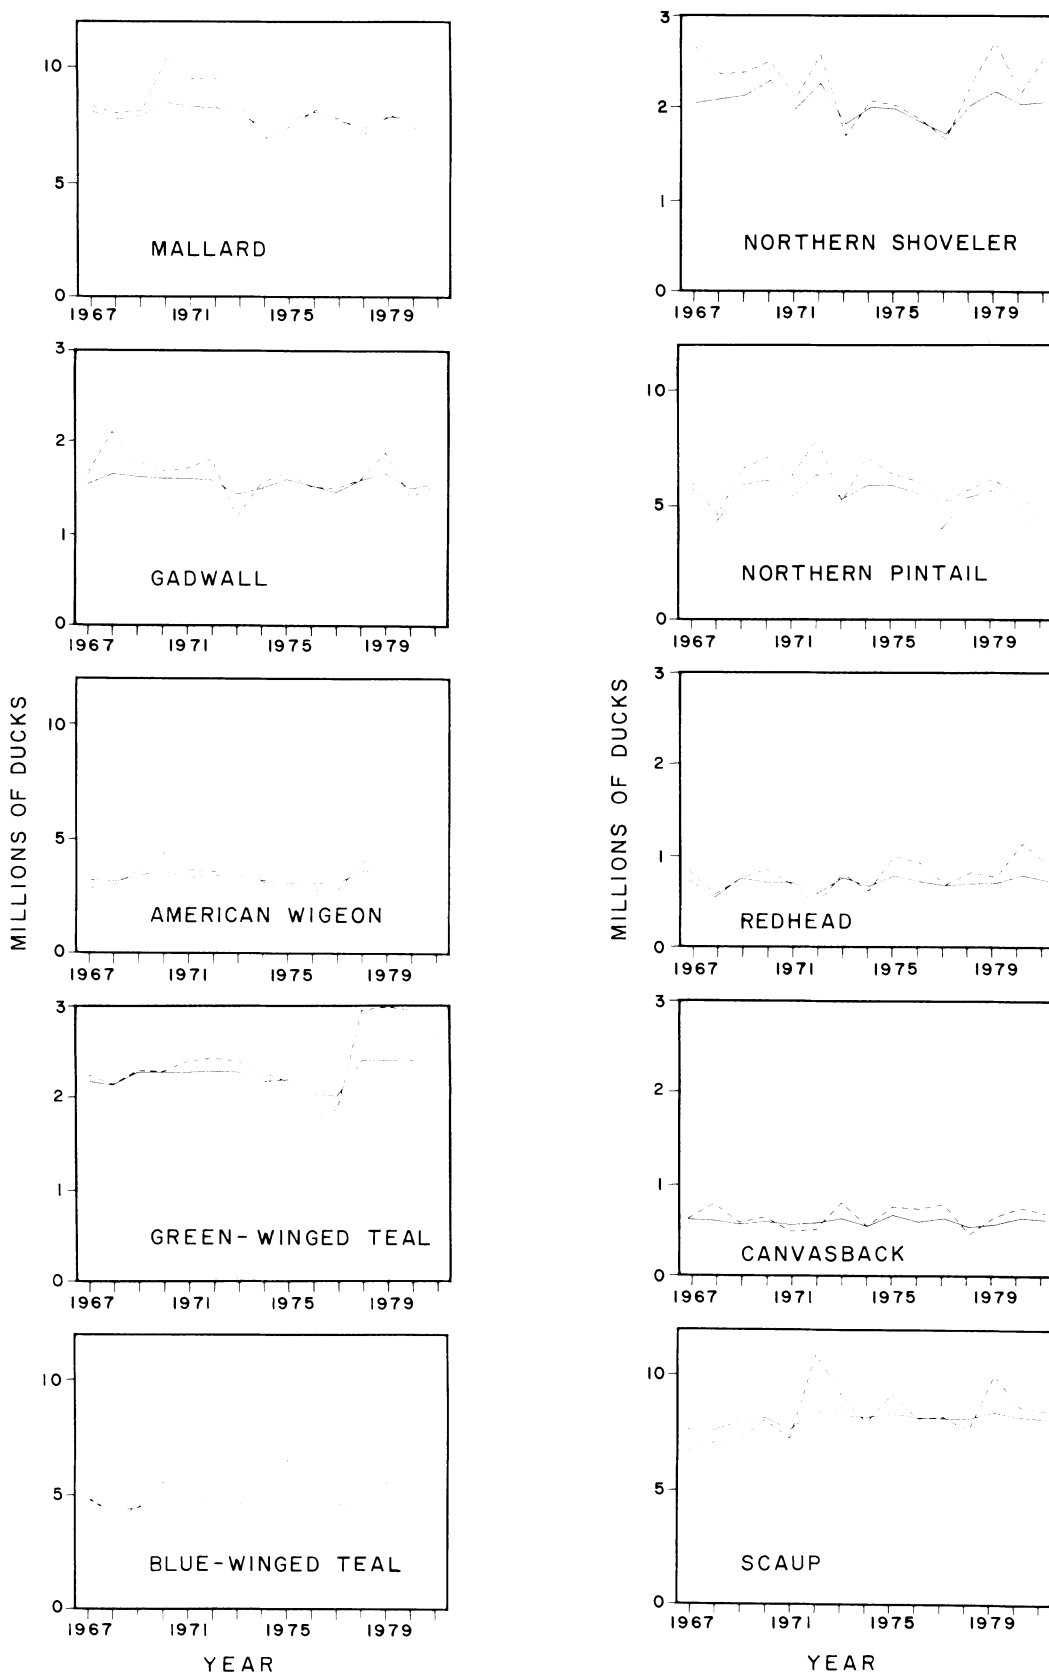 10
5
0
MALLARD
1967 1971 1975 1979
3
2
1
0
GADWALL
1967 1971 1975 1979
10
5
0
AMERICAN WIGEON
1967 1971 1975 1979
3
2
1
0
GREEN-WINGED TEAL
1967 1971 1975 1979
10
5
0
BLUE-WINGED TEAL
1967 1971 1975 1979
YEAR
MILLIONS OF DUCKS
3
2
1
0
NORTHERN SHOVELER
1967 1971 1975 1979
10
5
0
NORTHERN PINTAIL
1967 1971 1975 1979
3
2
1
0
REDHEAD
1967 1971 1975 1979
3
2
1
0
CANVASBACK
1967 1971 1975 1979
10
5
0
SCAUP
1967 1971 1975 1979
YEAR
MILLIONS OF DUCKS